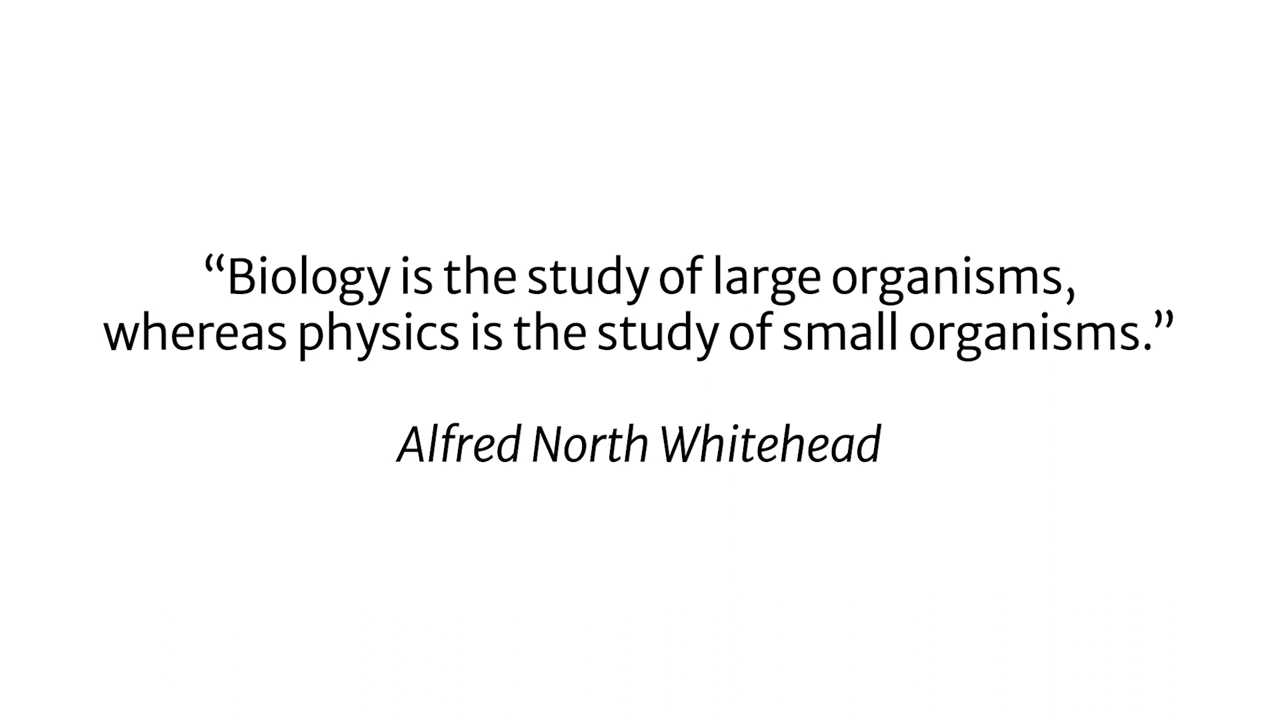 “Biology is the study of large organisms,
whereas physics is the study of small organisms.”
Alfred North Whitehead